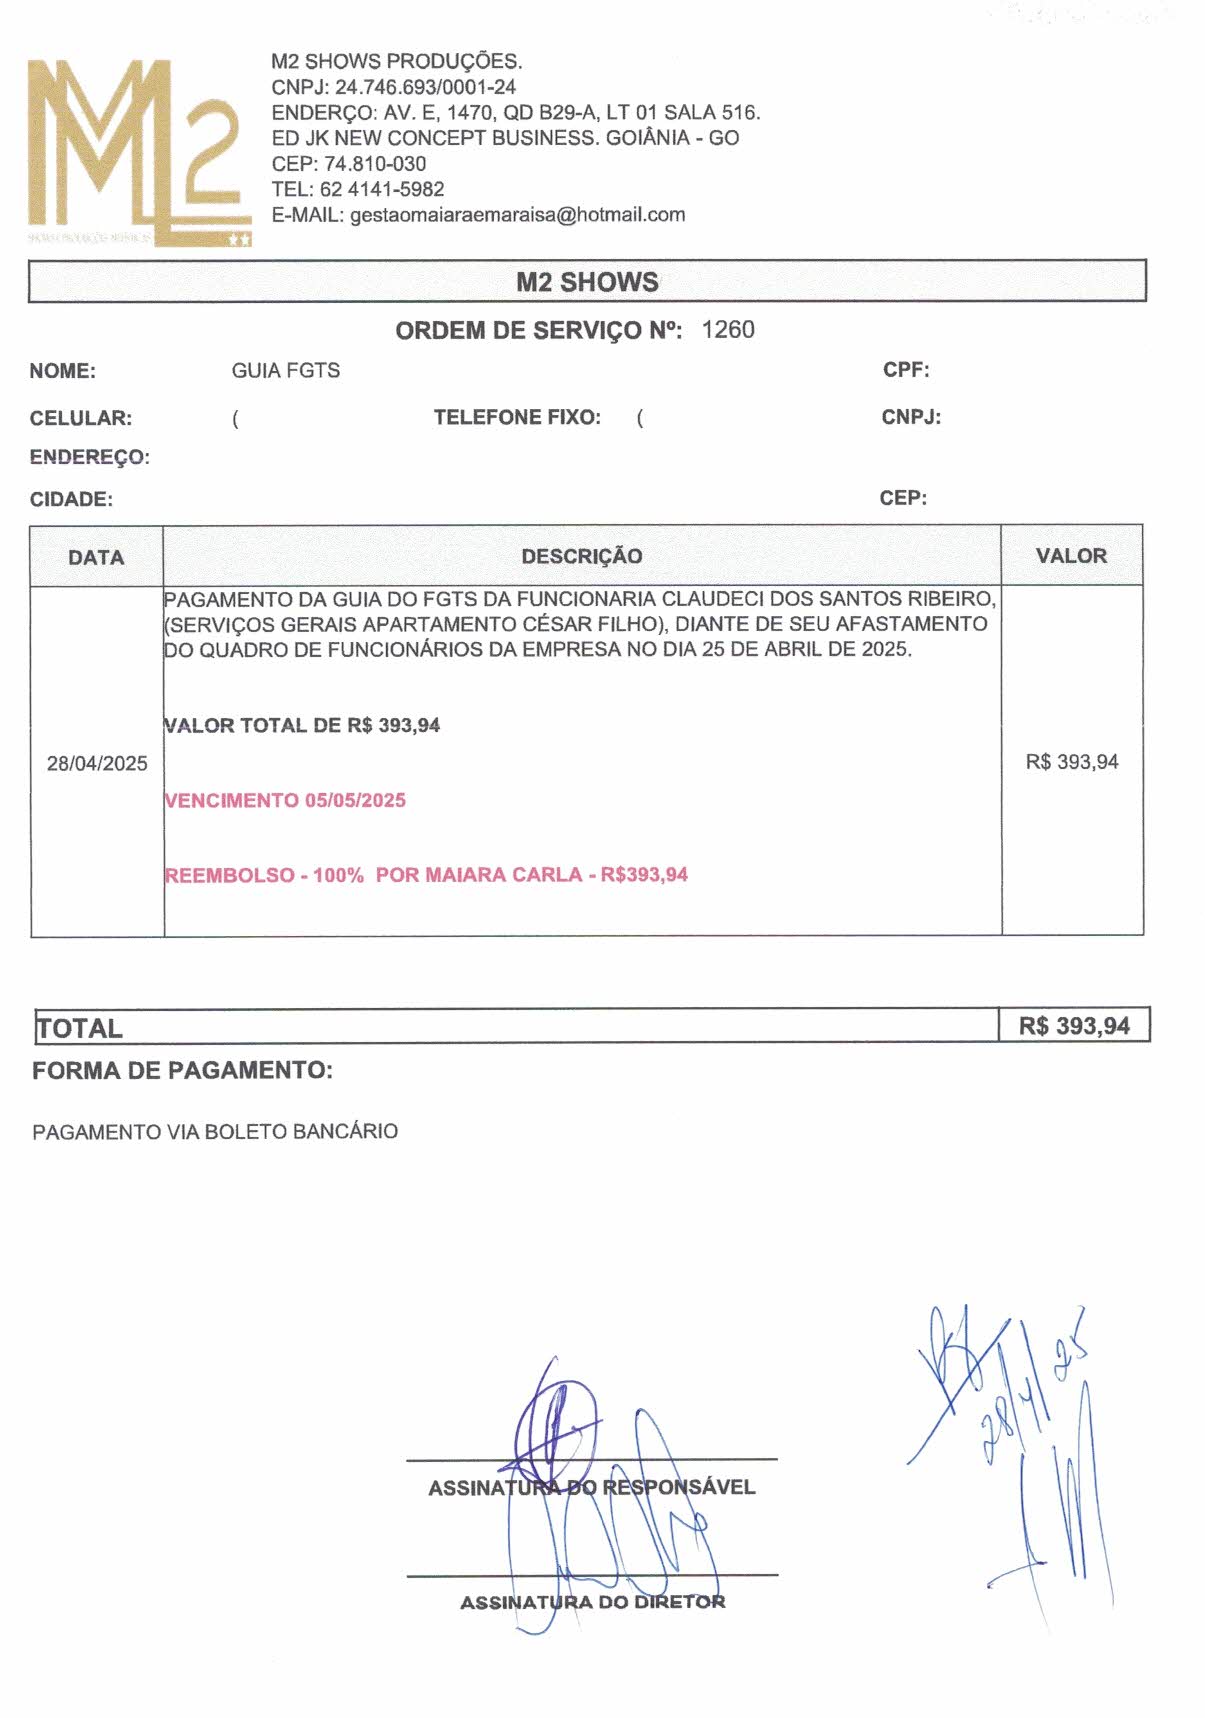 M2 SHOWS PRODUÇÕES.
CNPJ: 24.746.693/0001-24
ENDERÇO: AV. E, 1470, QD B29-A, LT 01 SALA 516.
ED JK NEW CONCEPT BUSINESS. GOIÂNIA - GO
CEP: 74.810-030
TEL: 62 4141-5982
E-MAIL: gestaomaiaraemaraisa@hotmail.com
M2
M2 SHOWS
ORDEM DE SERVIÇO Nº: 1260
NOME: GUIA FGTS CPF:
CELULAR: ( TELEFONE FIXO: ( CNPJ:
ENDEREÇO:
CIDADE: CEP:
DATA DESCRIÇÃO VALOR
PAGAMENTO DA GUIA DO FGTS DA FUNCIONARIA CLAUDECI DOS SANTOS RIBEIRO,
(SERVIÇOS GERAIS APARTAMENTO CÉSAR FILHO), DIANTE DE SEU AFASTAMENTO
DO QUADRO DE FUNCIONÁRIOS DA EMPRESA NO DIA 25 DE ABRIL DE 2025.
VALOR TOTAL DE R$ 393,94
28/04/2025 R$ 393,94
VENCIMENTO 05/05/2025
REEMBOLSO - 100% POR MAIARA CARLA - R$393,94
TOTAL R$ 393,94
FORMA DE PAGAMENTO:
PAGAMENTO VIA BOLETO BANCÁRIO
28/4/25
ASSINATURA DO RESPONSÁVEL
ASSINATURA DO DIRETOR